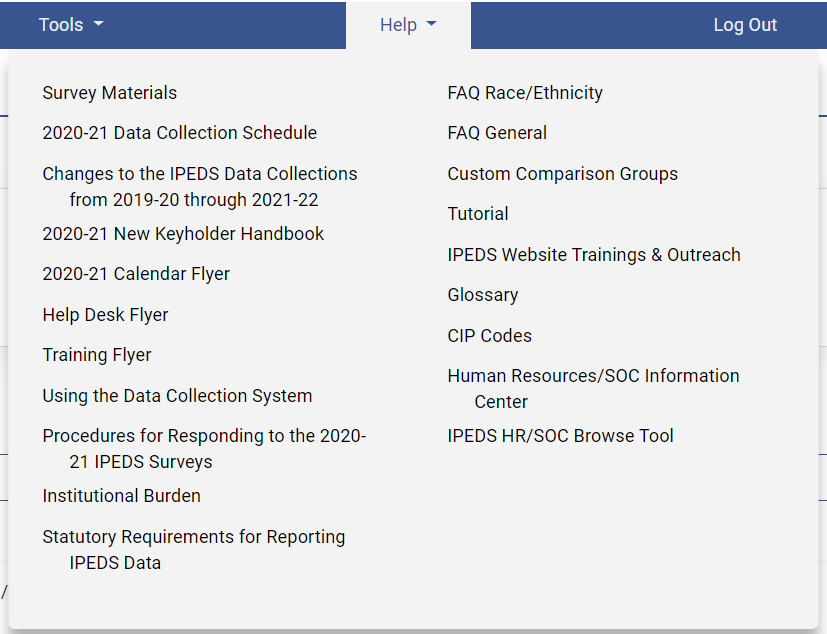 Tools
Help
Log Out
Survey Materials
2020-21 Data Collection Schedule
Changes to the IPEDS Data Collections
from 2019-20 through 2021-22
2020-21 New Keyholder Handbook
2020-21 Calendar Flyer
Help Desk Flyer
Training Flyer
Using the Data Collection System
Procedures for Responding to the 2020-
21 IPEDS Surveys
Institutional Burden
Statutory Requirements for Reporting
IPEDS Data
FAQ Race/Ethnicity
FAQ General
Custom Comparison Groups
Tutorial
IPEDS Website Trainings & Outreach
Glossary
CIP Codes
Human Resources/SOC Information
Center
IPEDS HR/SOC Browse Tool
/